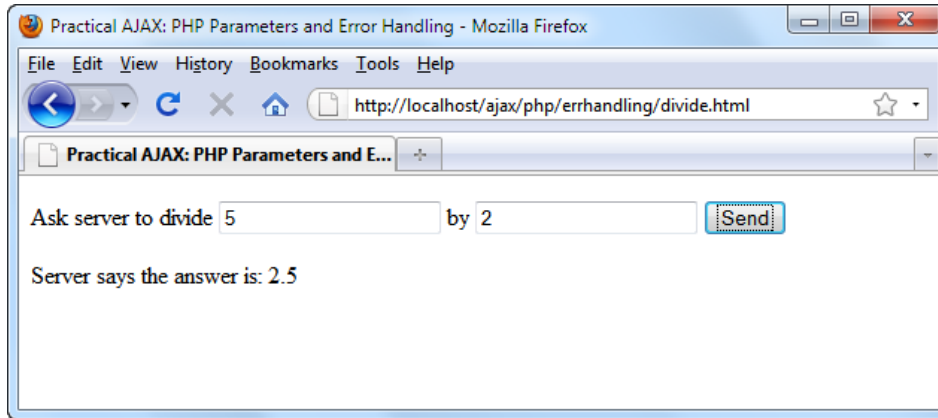 Practical AJAX: PHP Parameters and Error Handling - Mozilla Firefox
File Edit View History Bookmarks Tools Help
http://localhost/ajax/php/errhandling/divide.html
Practical AJAX: PHP Parameters and E...
Ask server to divide 5 by 2 Send
Server says the answer is: 2.5